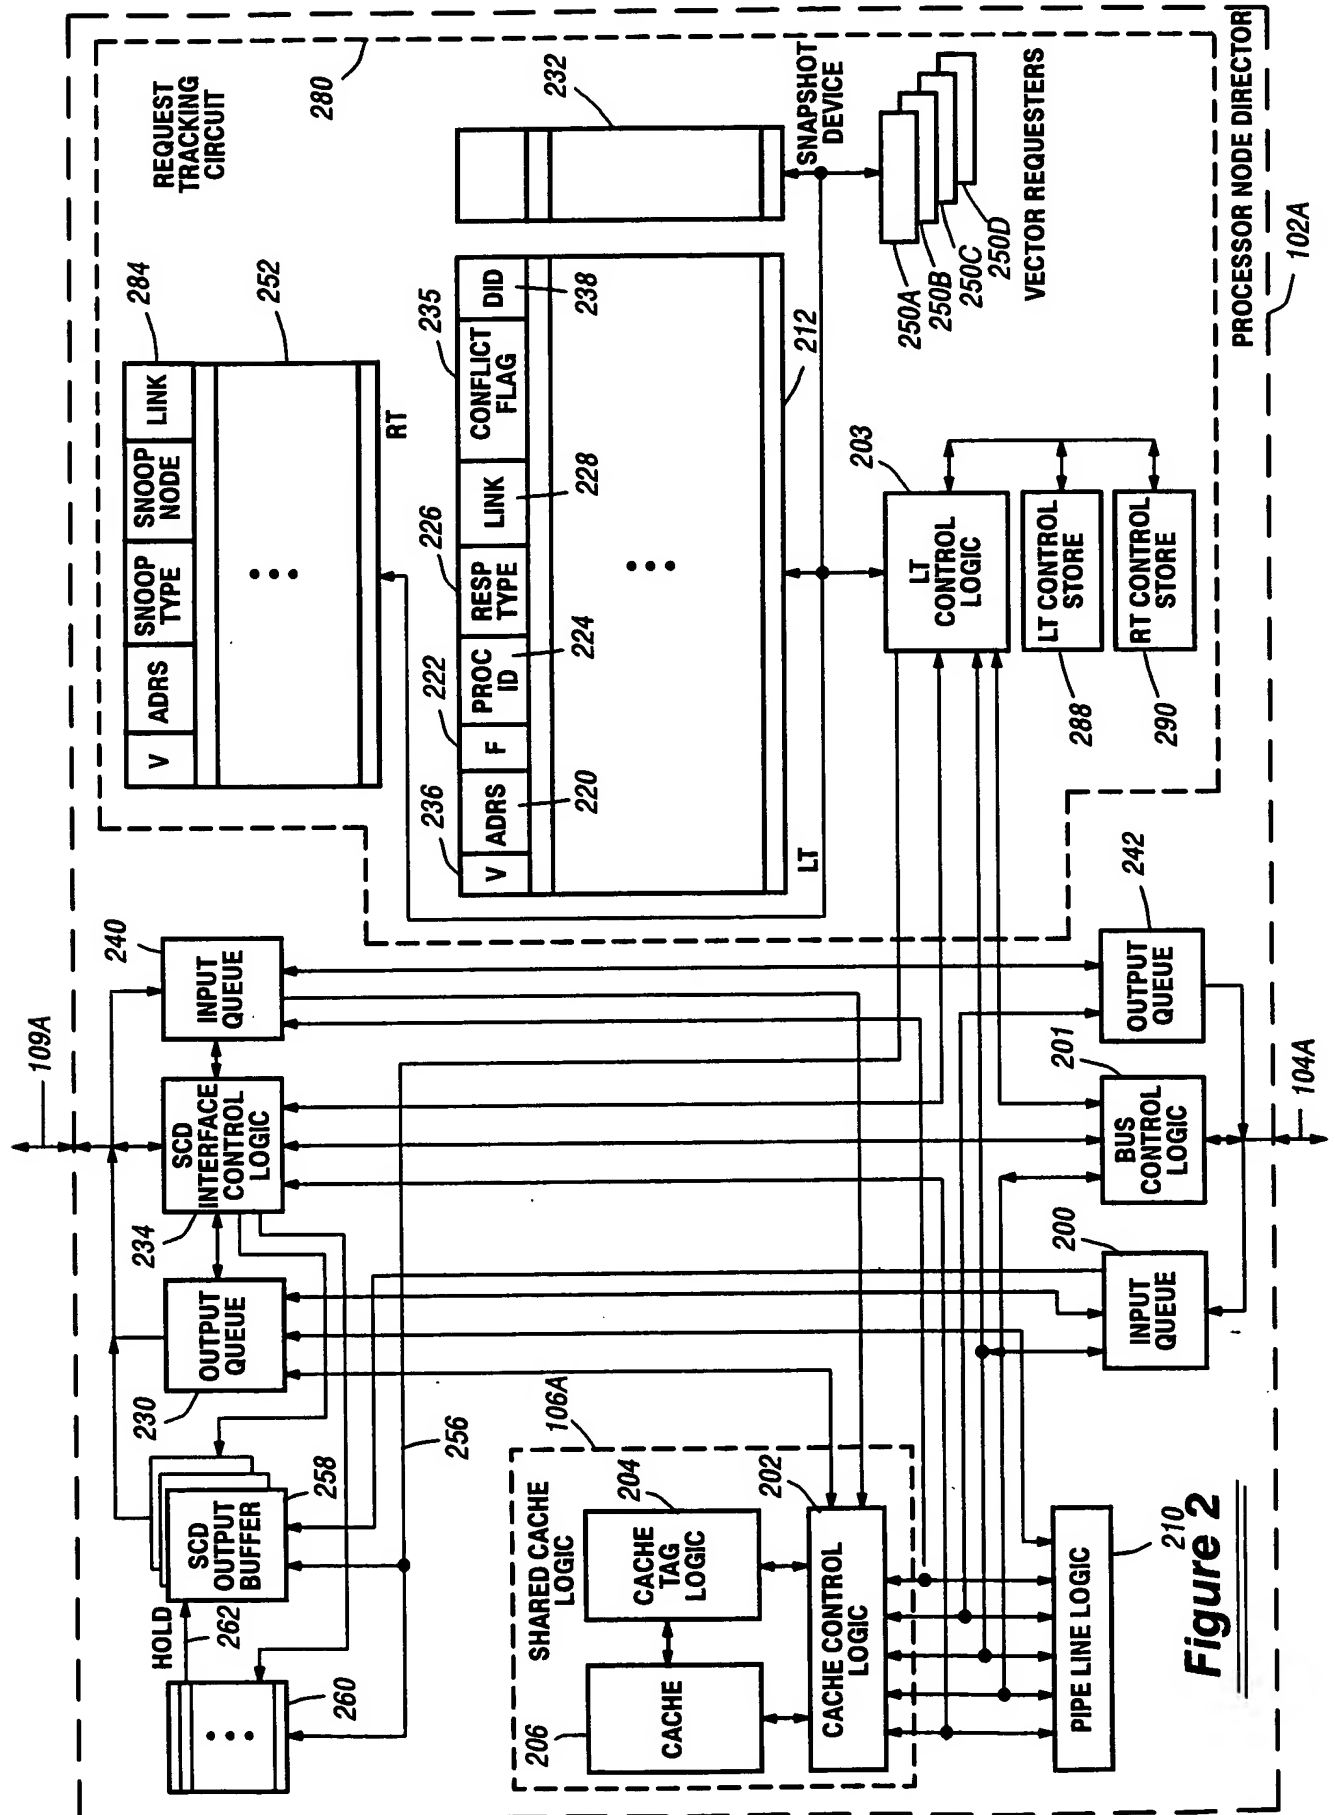 109A
240
INPUT
QUEUE
SCD
INTERFACE
CONTROL
LOGIC
234
OUTPUT
QUEUE
230
SCD
OUTPUT
BUFFER
258
HOLD
262
260
256
V
ADRS
SNOOP
TYPE
SNOOP
NODE
LINK
284
252
RT
REQUEST
TRACKING
CIRCUIT
280
236
V
ADRS
220
222
F
PROC
ID
224
226
RESP
TYPE
LINK
228
235
CONFLICT
FLAG
DID
238
232
LT
212
SNAPSHOT
DEVICE
250A
250B
250C
250D
VECTOR REQUESTERS
203
LT
CONTROL
LOGIC
LT CONTROL
STORE
288
RT CONTROL
STORE
290
SHARED CACHE
LOGIC
106A
206
CACHE
CACHE
TAG
LOGIC
204
CACHE CONTROL
LOGIC
202
PIPE LINE LOGIC
210
200
INPUT
QUEUE
201
BUS
CONTROL
LOGIC
242
OUTPUT
QUEUE
104A
PROCESSOR NODE DIRECTOR
102A
Figure 2